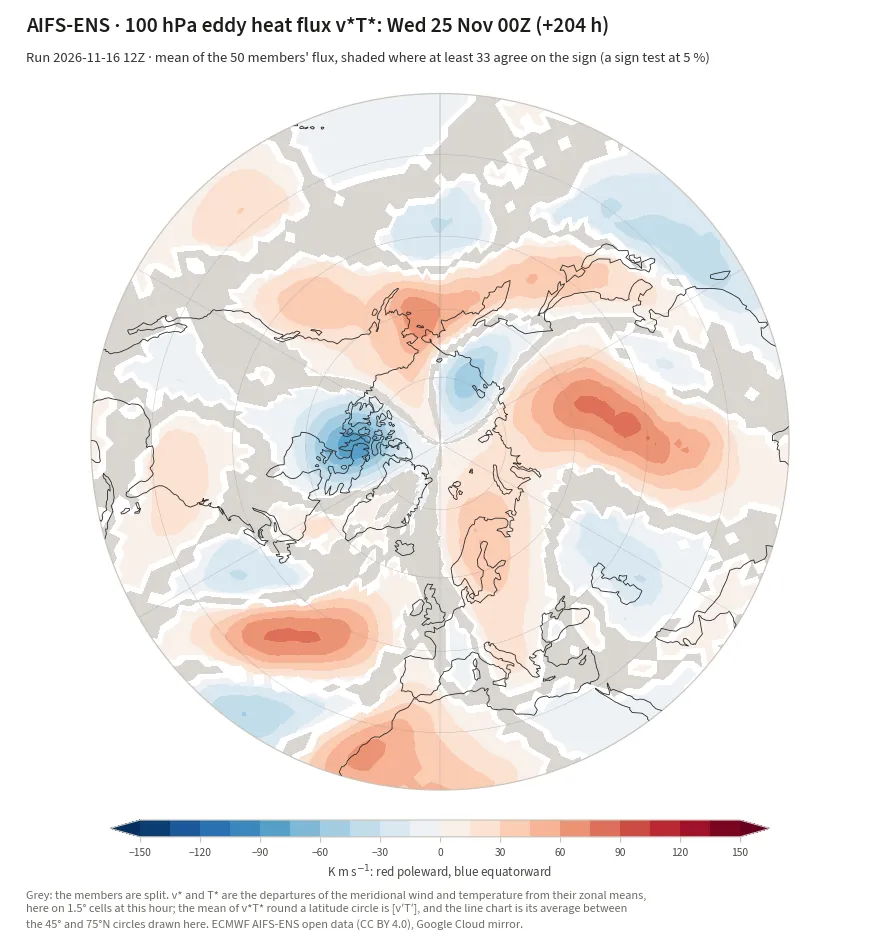 AIFS-ENS · 100 hPa eddy heat flux v*T*: Wed 25 Nov 00Z (+204 h)
Run 2026-11-16 12Z · mean of the 50 members' flux, shaded where at least 33 agree on the sign (a sign test at 5 %)
−150 −120 −90 −60 −30 0 30 60 90 120 150
K m s⁻¹: red poleward, blue equatorward
Grey: the members are split. v* and T* are the departures of the meridional wind and temperature from their zonal means,
here on 1.5° cells at this hour; the mean of v*T* round a latitude circle is [v′T′], and the line chart is its average between
the 45° and 75°N circles drawn here. ECMWF AIFS-ENS open data (CC BY 4.0), Google Cloud mirror.